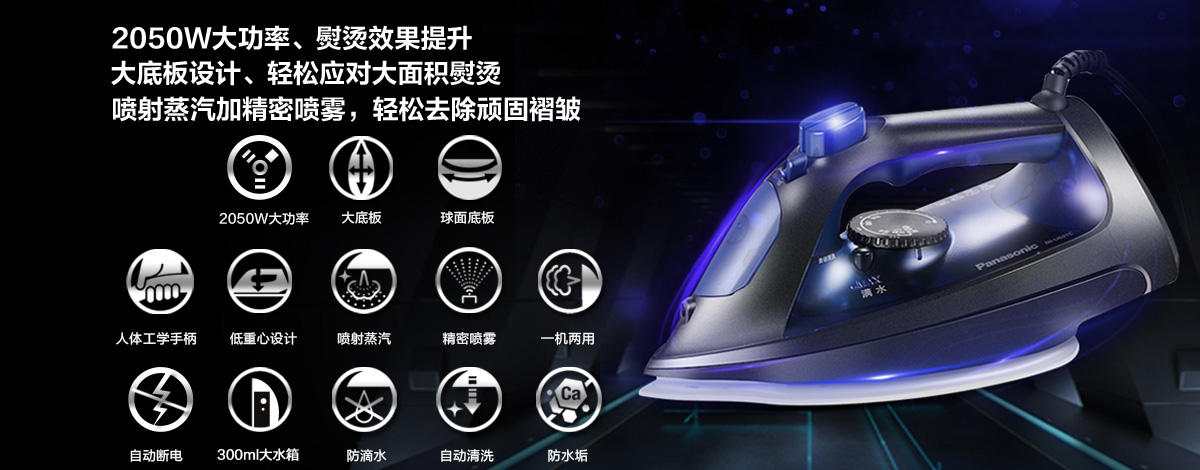 2050W大功率、熨烫效果提升
大底板设计、轻松应对大面积熨烫
喷射蒸汽加精密喷雾，轻松去除顽固褶皱
2050W大功率
大底板
球面底板
人体工学手柄
低重心设计
喷射蒸汽
精密喷雾
一机两用
Ca
自动断电
300ml大水箱
防滴水
自动清洗
防水垢
Panasonic
滴水